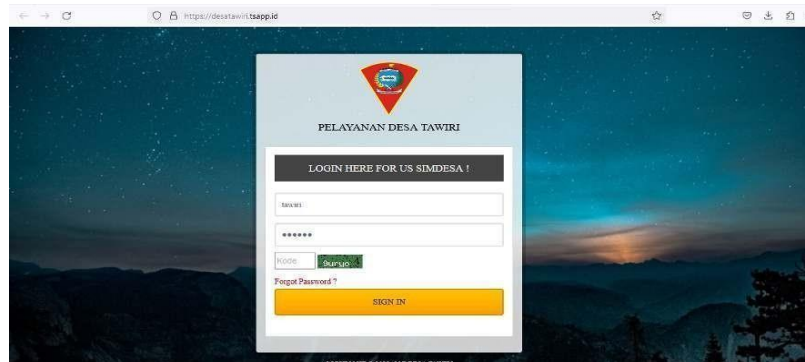 https://desatawiri.tsapp.id
PELAYANAN DESA TAWIRI
LOGIN HERE FOR US SIMDESA !
tawiri
••••••
Kode
Forgot Password ?
SIGN IN